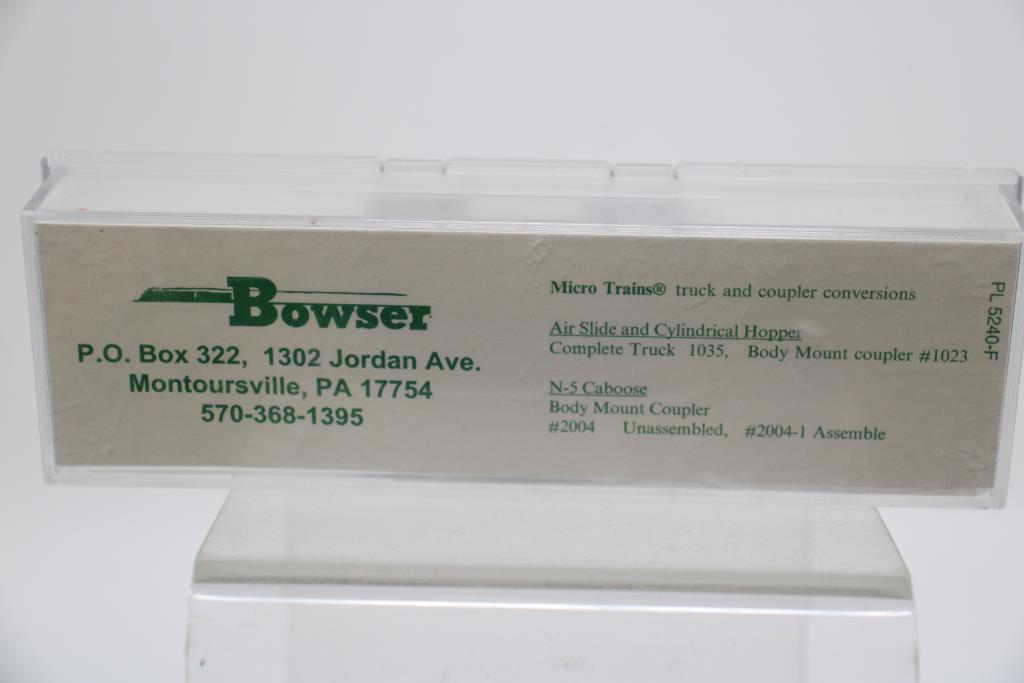 Bowser
P.O. Box 322, 1302 Jordan Ave.
Montoursville, PA 17754
570-368-1395
Micro Trains® truck and coupler conversions
Air Slide and Cylindrical Hopper
Complete Truck 1035, Body Mount coupler #1023
N-5 Caboose
Body Mount Coupler
#2004 Unassembled, #2004-1 Assemble
PL5240-F